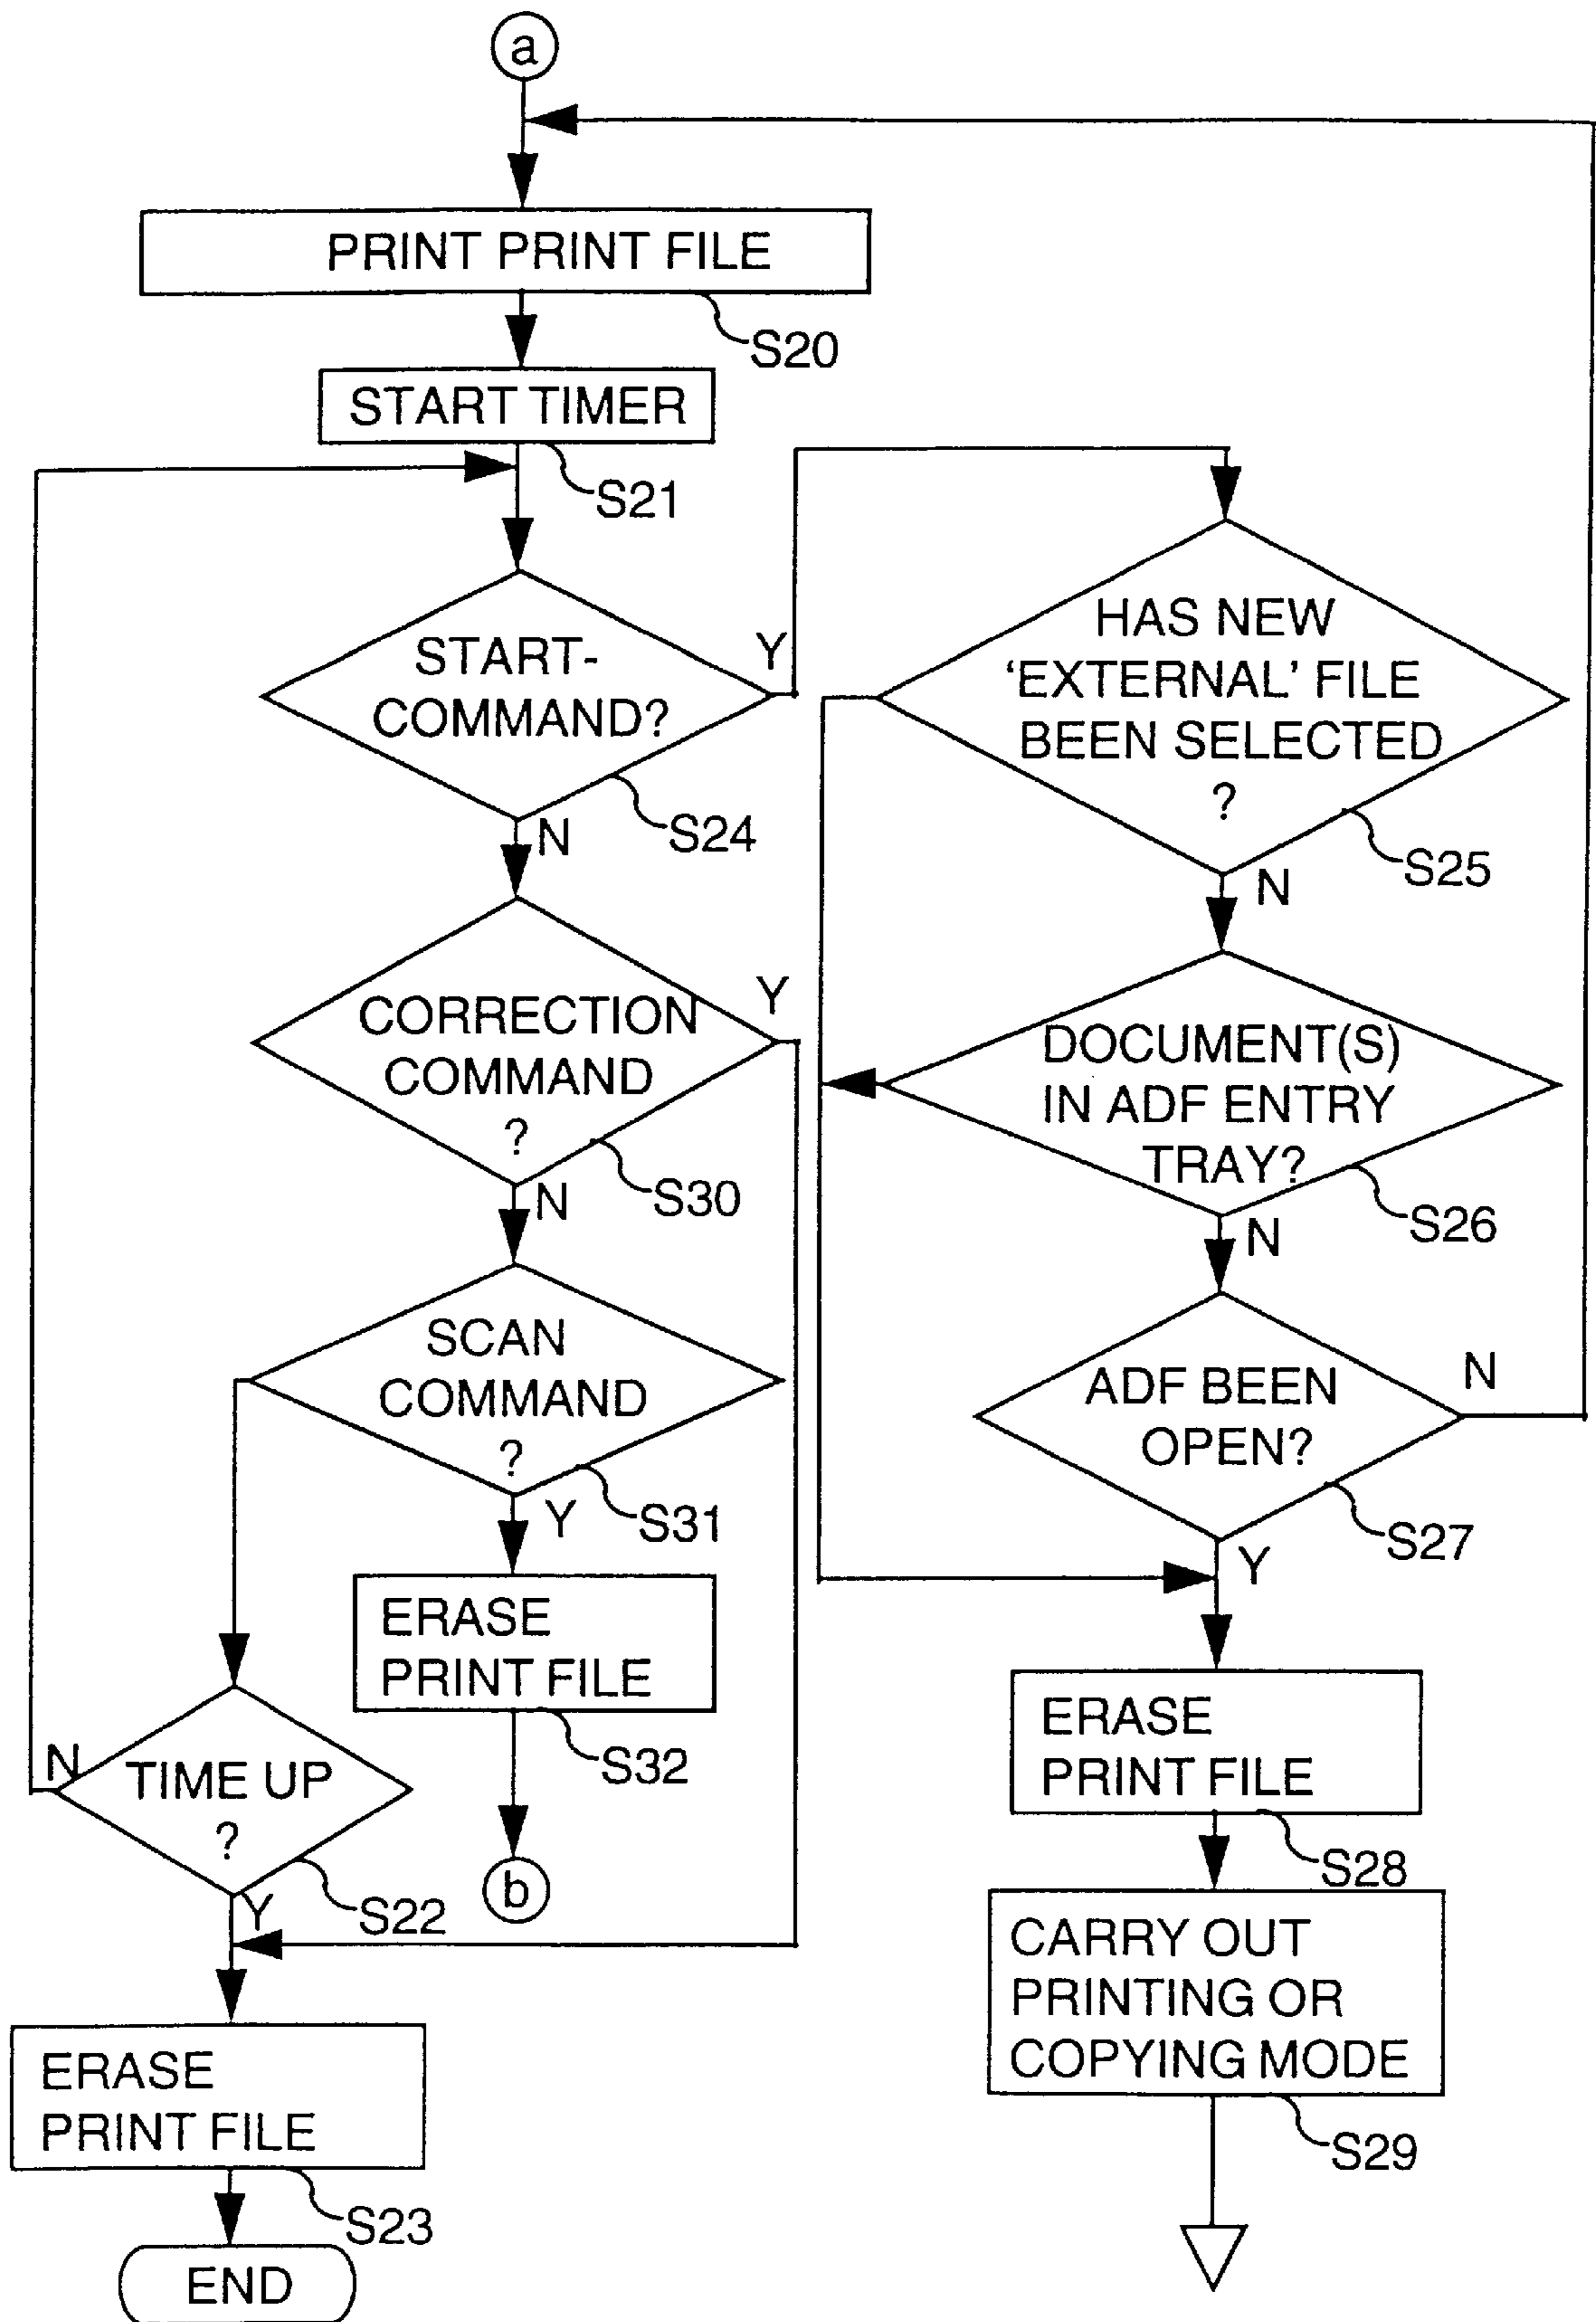 a
PRINT PRINT FILE
S20
START TIMER
S21
START-
COMMAND?
Y
S24
N
HAS NEW
‘EXTERNAL’ FILE
BEEN SELECTED
?
S25
N
CORRECTION
COMMAND
?
Y
S30
N
DOCUMENT(S)
IN ADF ENTRY
TRAY?
S26
N
SCAN
COMMAND
?
S31
Y
ADF BEEN
OPEN?
N
S27
Y
ERASE
PRINT FILE
S32
b
TIME UP
?
N
S22
Y
ERASE
PRINT FILE
S28
CARRY OUT
PRINTING OR
COPYING MODE
S29
ERASE
PRINT FILE
S23
END